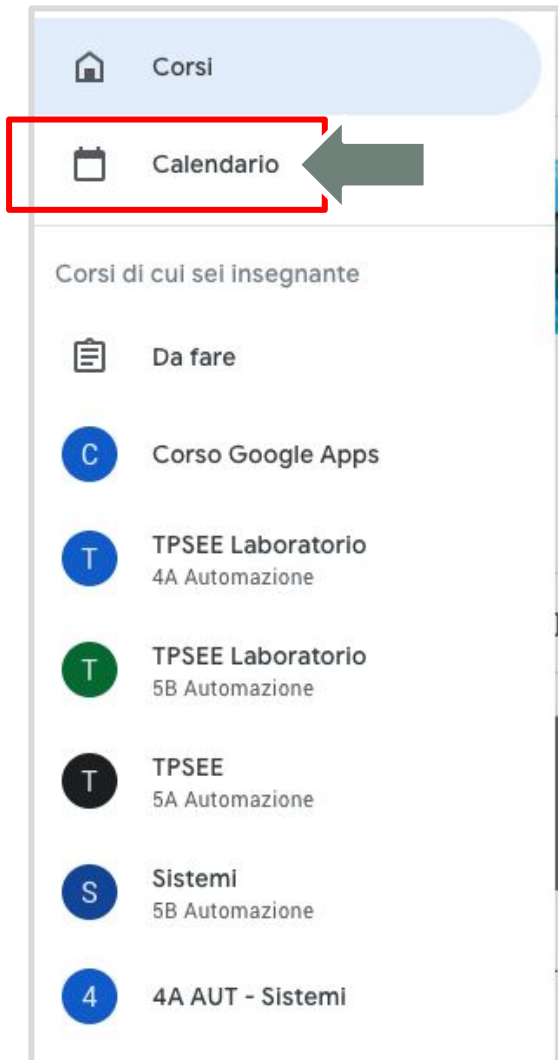 Corsi
Calendario
Corsi di cui sei insegnante
Da fare
C
Corso Google Apps
T
TPSEE Laboratorio
4A Automazione
T
TPSEE Laboratorio
5B Automazione
T
TPSEE
5A Automazione
S
Sistemi
5B Automazione
4
4A AUT - Sistemi